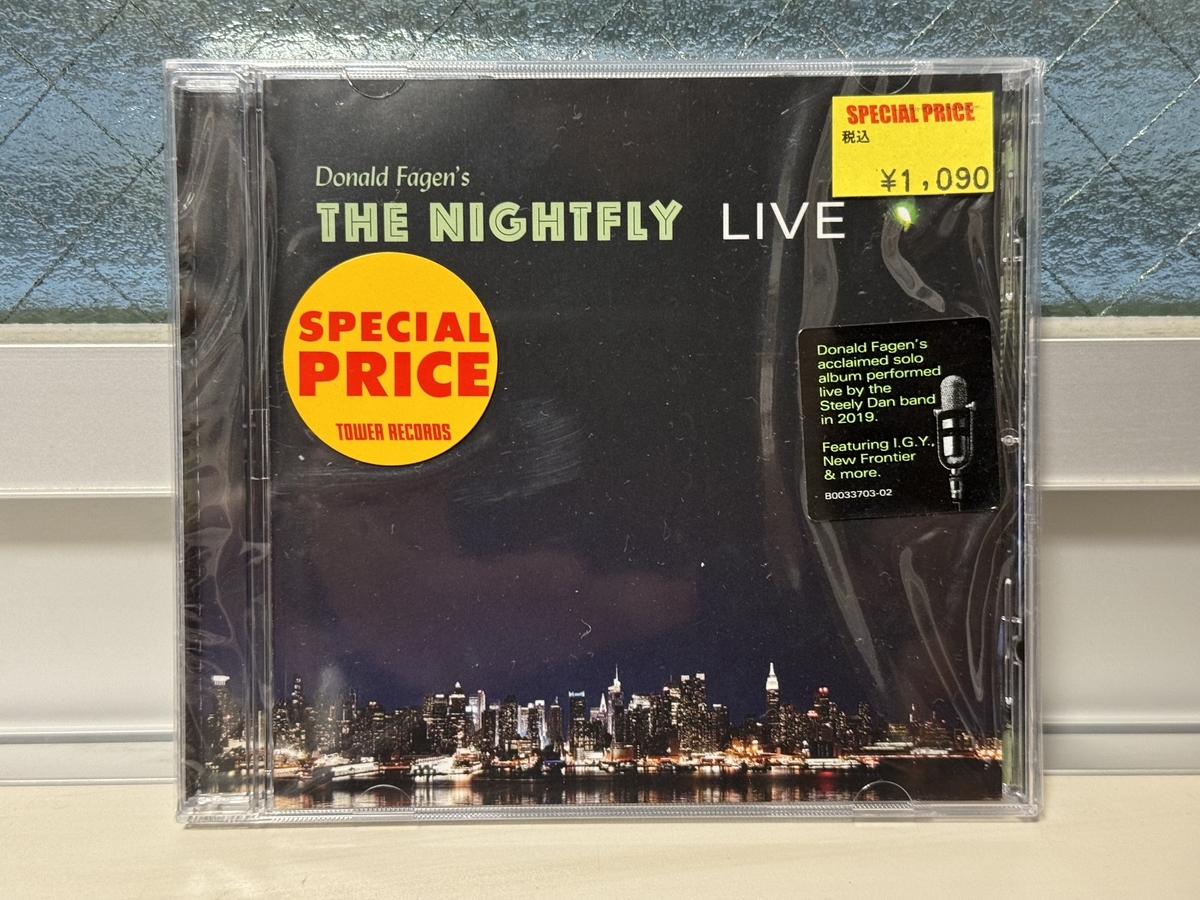 SPECIAL PRICE
税込
¥1,090
Donald Fagen's
THE NIGHTFLY LIVE
SPECIAL
PRICE
TOWER RECORDS
Donald Fagen's
acclaimed solo
album performed
live by the
Steely Dan band
in 2019.
Featuring I.G.Y.,
New Frontier
& more.
B0033703-02